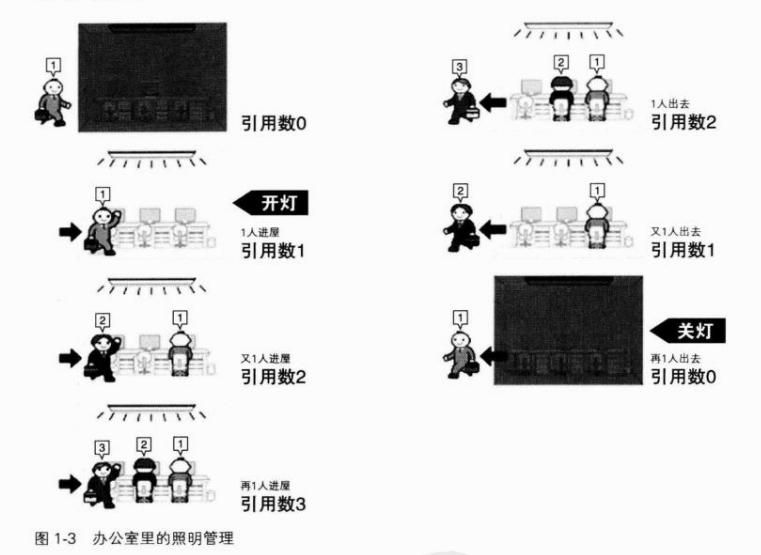 1
引用数0
1
开灯
1人进屋
引用数1
2
1
又1人进屋
引用数2
3
2
1
再1人进屋
引用数3
3
2
1
1人出去
引用数2
2
1
又1人出去
引用数1
1
关灯
再1人出去
引用数0
图 1-3 办公室里的照明管理